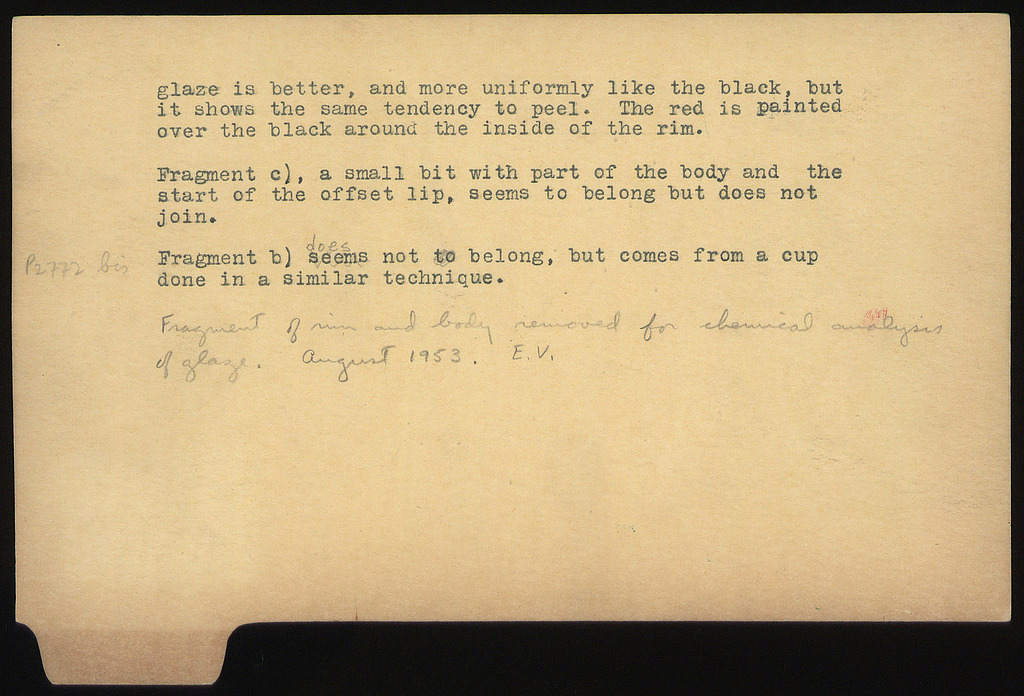 glaze is better, and more uniformly like the black, but
it shows the same tendency to peel. The red is painted
over the black around the inside of the rim.
Fragment c), a small bit with part of the body and the
start of the offset lip, seems to belong but does not
join.
does
P2772 bis Fragment b) seems not to belong, but comes from a cup
done in a similar technique.
Fragment of rim and body removed for chemical analysis
of glaze. August 1953. E.V.